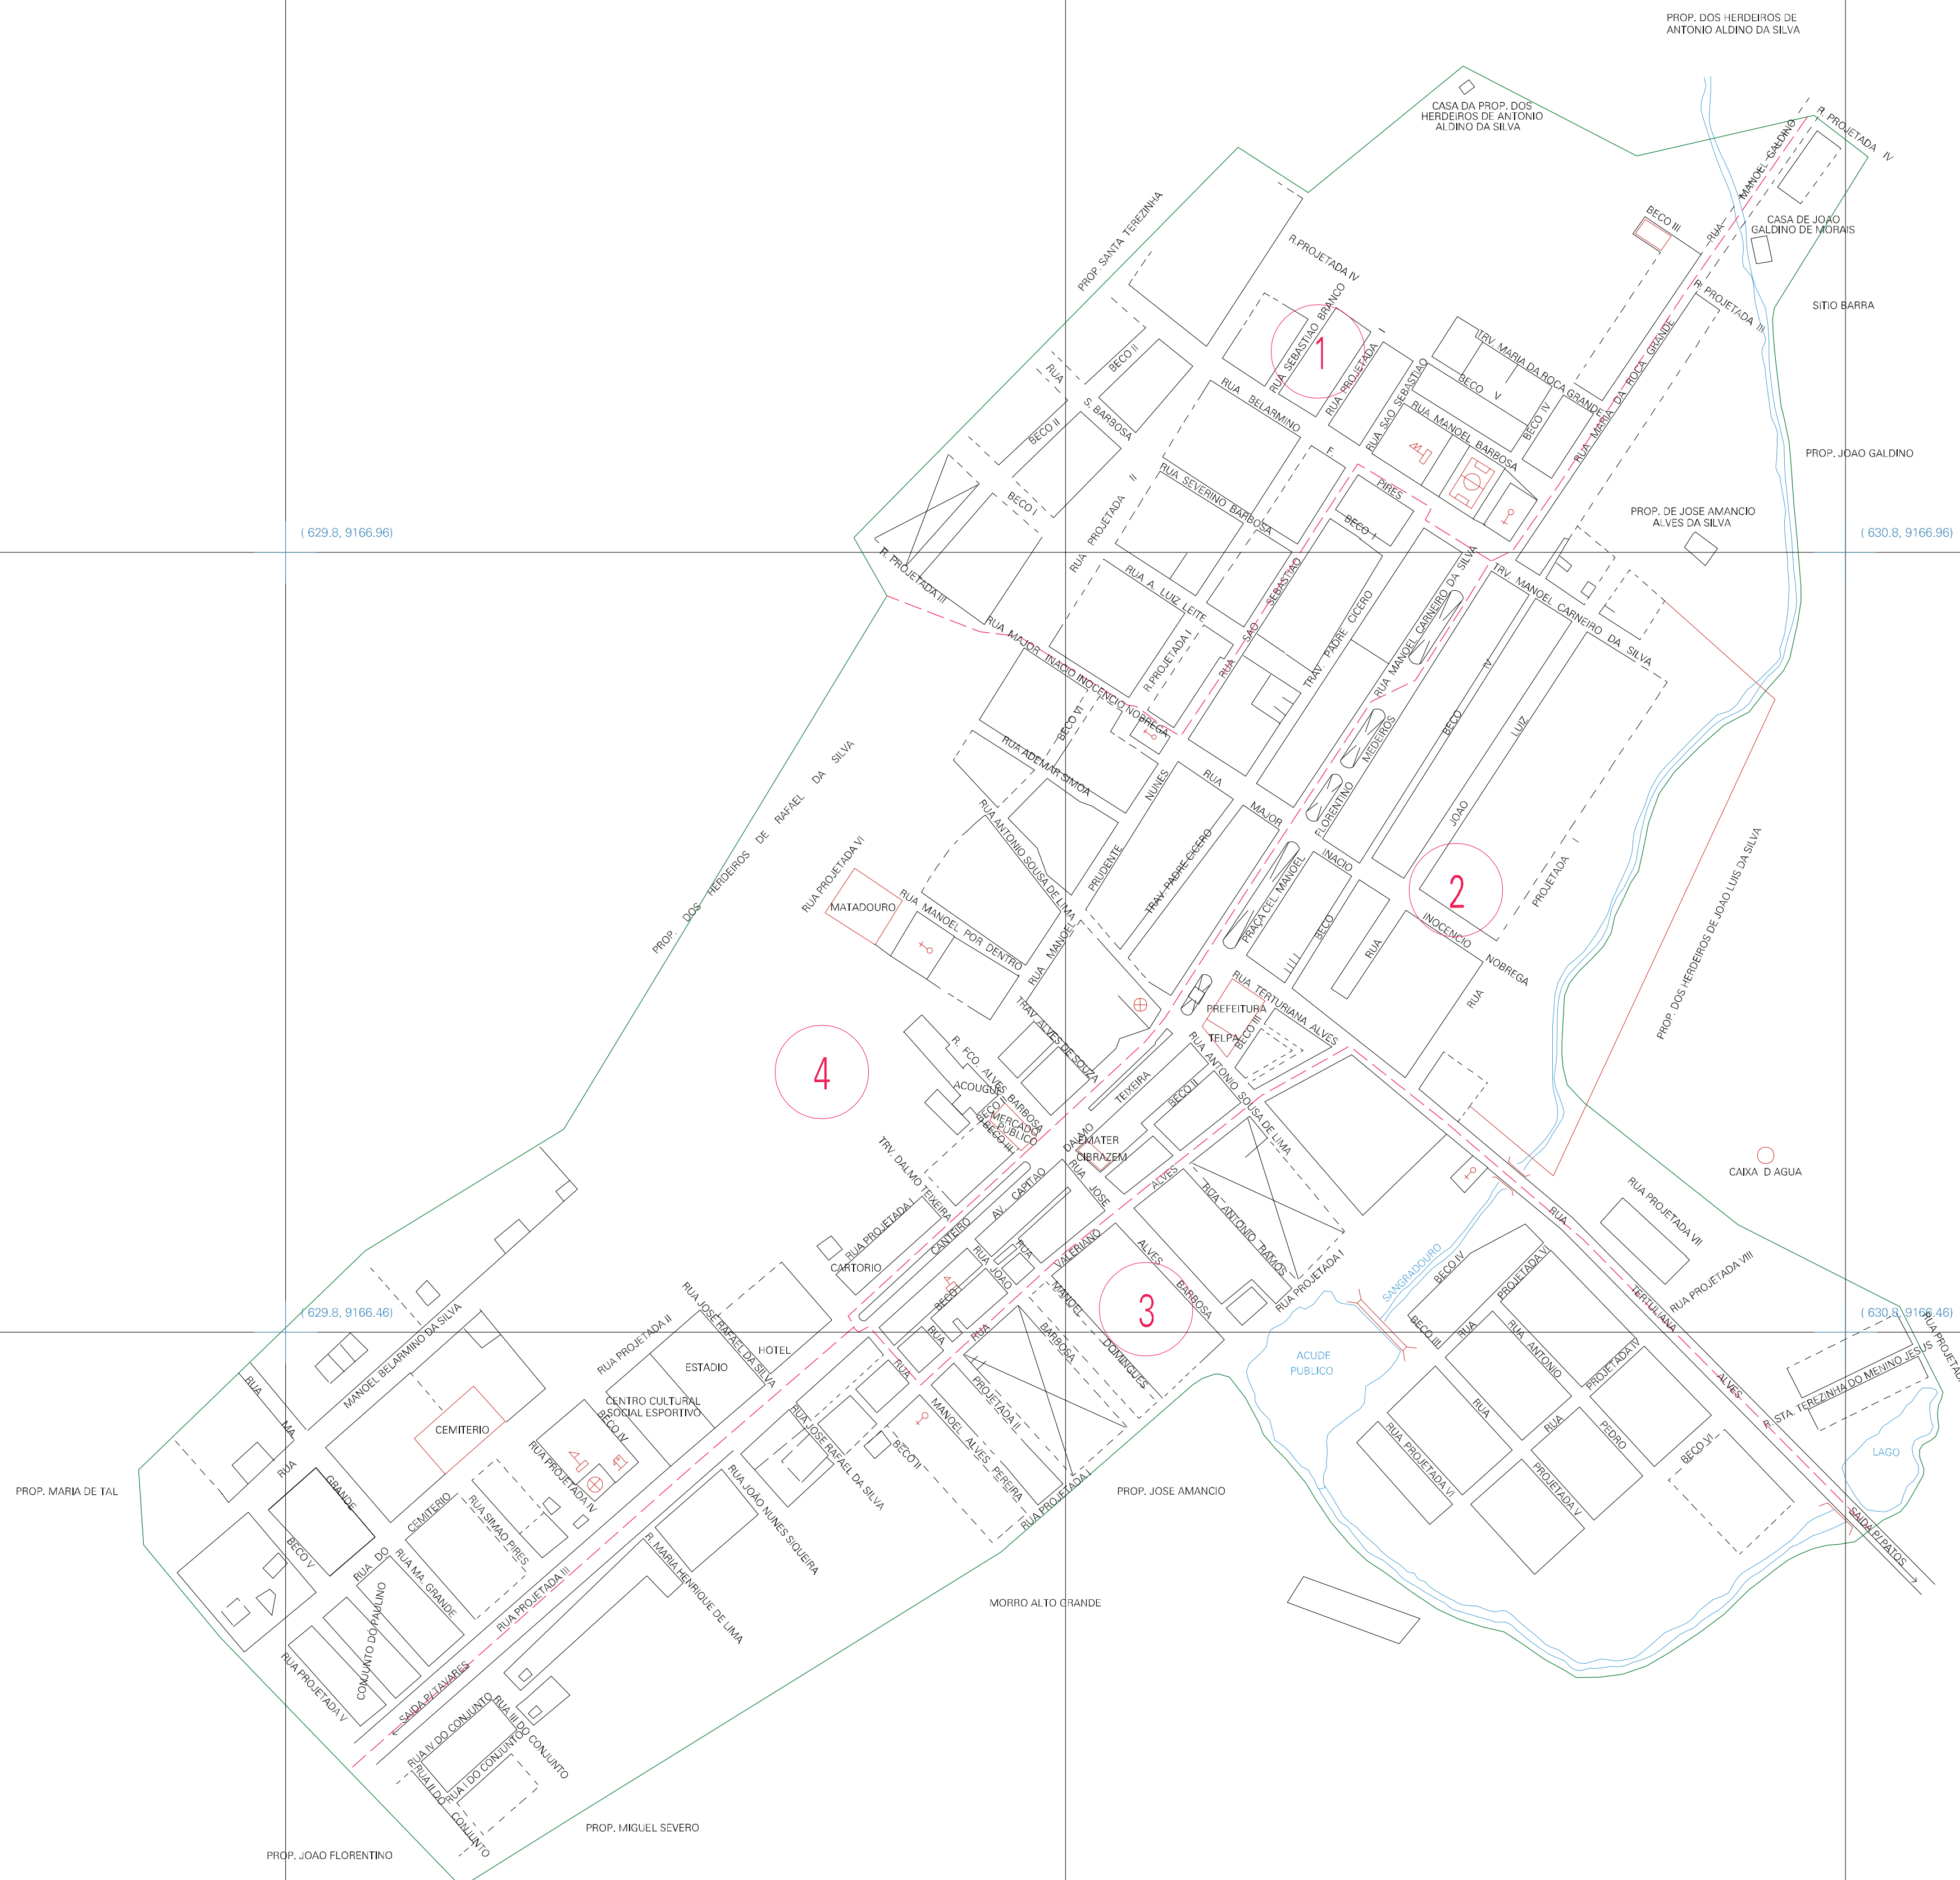 PROP. DOS HERDEIROS DE
ANTONIO ALDINO DA SILVA
CASA DA PROP. DOS
HERDEIROS DE ANTONIO
ALDINO DA SILVA
R. PROJETADA IV
RUA MANOEL GALDINO
CASA DE JOAO
GALDINO DE MORAIS
BECO III
PROP. SANTA TEREZINHA
R.PROJETADA IV
R. PROJETADA III
SITIO BARRA
RUA SEBASTIAO BRANCO
1
RUA PROJETADA I
RUA SAO SEBASTIAO
TRV. MARIA DA ROCA GRANDE
BECO V
BECO IV
RUA MARIA DA ROCA GRANDE
RUA MANOEL BARBOSA
BECO II
RUA S. BARBOSA
BECO II
BECO I
RUA BELARMINO F. PIRES
RUA SEVERINO BARBOSA
BECO I
PROP. JOAO GALDINO
PROP. DE JOSE AMANCIO
ALVES DA SILVA
( 629.8, 9166.96)
( 630.8, 9166.96)
RUA PROJETADA II
R. PROJETADA III
RUA A. LUIZ LEITE
R.PROJETADA I
RUA SAO SEBASTIAO
TRAV. PADRE CICERO
RUA MANOEL CARNEIRO DA SILVA
TRV. MANOEL CARNEIRO DA SILVA
RUA MAJOR INACIO INOCENCIO NOBREGA
BECO VI
RUA ADEMAR SIMOA
BECO IV
RUA JOAO LUIZ
RUA PROJETADA I
PROP. DOS HERDEIROS DE RAFAEL DA SILVA
RUA MANOEL PRUDENTE NUNES
RUA MAJOR INACIO INOCENCIO NOBREGA
PRAÇA CEL. MANOEL FLORENTINO MEDEIROS
TRAV. PADRE CICERO
BECO
2
PROP. DOS HERDEIROS DE JOAO LUIS DA SILVA
RUA ANTONIO SOUSA DE LIMA
RUA PROJETADA VI
MATADOURO
RUA MANOEL POR DENTRO
TRAV. ALVES DE SOUZA
RUA TERTURIANA ALVES
PREFEITURA
TELPA
BECO III
4
R. FCO. ALVES BARBOSA
ACOUGUE
BECO II
MERCADO
PUBLICO
BECO III
RUA ANTONIO SOUSA DE LIMA
BECO II
AV. CAPITAO DALMO TEIXEIRA
EMATER
CIBRAZEM
TRV. DALMO TEIXEIRA
RUA JOSE ALVES BARBOSA
RUA VALERIANO ALVES
RUA ANTONIO RAMOS
RUA PROJETADA I
CANTEIRO
CARTORIO
RUA PROJETADA I
RUA JOAO
BECO I
RUA
RUA
RUA
MANOEL DOMINGUES
BARBOSA
3
CAIXA D AGUA
RUA PROJETADA VII
RUA PROJETADA VIII
RUA TERTULIANA ALVES
SANGRADOURO
BECO IV
BECO III
RUA PROJETADA VI
( 629.8, 9166.46)
( 630.8, 9166.46)
ACUDE
PUBLICO
RUA ANTONIO PEDRO
RUA PROJETADA IV
RUA PROJETADA V
RUA PROJETADA VI
BECO VI
R. STA. TEREZINHA DO MENINO JESUS
LAGO
SAIDA P/ PATOS
RUA PROJETADA II
RUA JOSE RAFAEL DA SILVA
HOTEL
ESTADIO
CENTRO CULTURAL
SOCIAL ESPORTIVO
BECO IV
RUA PROJETADA IV
RUA JOSE RAFAEL DA SILVA
BECO II
MANOEL ALVES PEREIRA
PROJETADA II
RUA PROJETADA I
PROP. JOSE AMANCIO
MANOEL BELARMINO DA SILVA
CEMITERIO
RUA MA. GRANDE
RUA
BECO V
RUA DO CEMITERIO
RUA SIMAO PIRES
RUA MA. GRANDE
PROP. MARIA DE TAL
RUA JOÃO NUNES SIQUEIRA
R. MARIA HENRIQUE DE LIMA
RUA PROJETADA III
CONJUNTO DO PAULINO
RUA PROJETADA V
SAIDA P/ TAVARES
MORRO ALTO GRANDE
RUA IV DO CONJUNTO
RUA III DO CONJUNTO
RUA I DO CONJUNTO
RUA II DO CONJUNTO
PROP. MIGUEL SEVERO
PROP. JOAO FLORENTINO